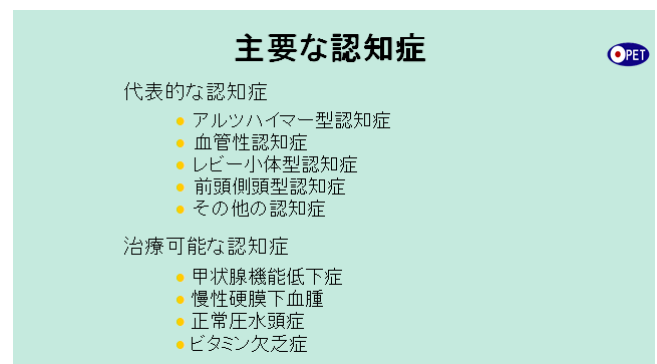 主要な認知症
PET
代表的な認知症
アルツハイマー型認知症
血管性認知症
レビー小体型認知症
前頭側頭型認知症
その他の認知症
治療可能な認知症
甲状腺機能低下症
慢性硬膜下血腫
正常圧水頭症
ビタミン欠乏症